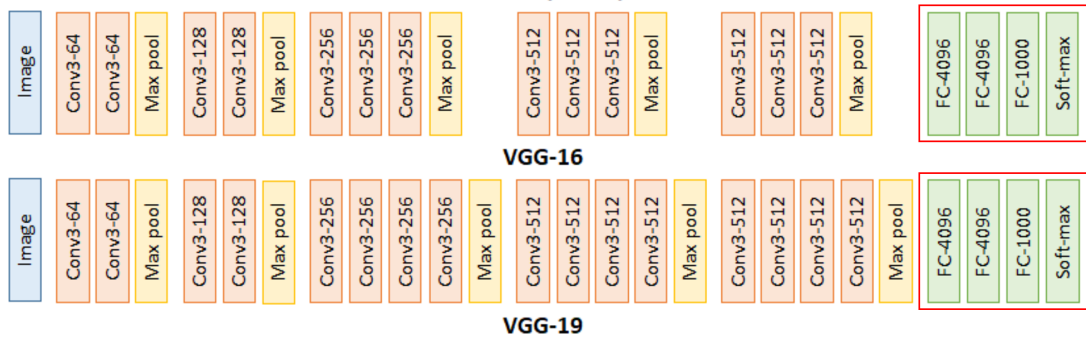 Image
Conv3-64
Conv3-64
Max pool
Conv3-128
Conv3-128
Max pool
Conv3-256
Conv3-256
Conv3-256
Max pool
Conv3-512
Conv3-512
Conv3-512
Max pool
Conv3-512
Conv3-512
Conv3-512
Max pool
FC-4096
FC-4096
FC-1000
Soft-max
VGG-16
Image
Conv3-64
Conv3-64
Max pool
Conv3-128
Conv3-128
Max pool
Conv3-256
Conv3-256
Conv3-256
Conv3-256
Max pool
Conv3-512
Conv3-512
Conv3-512
Conv3-512
Max pool
Conv3-512
Conv3-512
Conv3-512
Conv3-512
Max pool
FC-4096
FC-4096
FC-1000
Soft-max
VGG-19